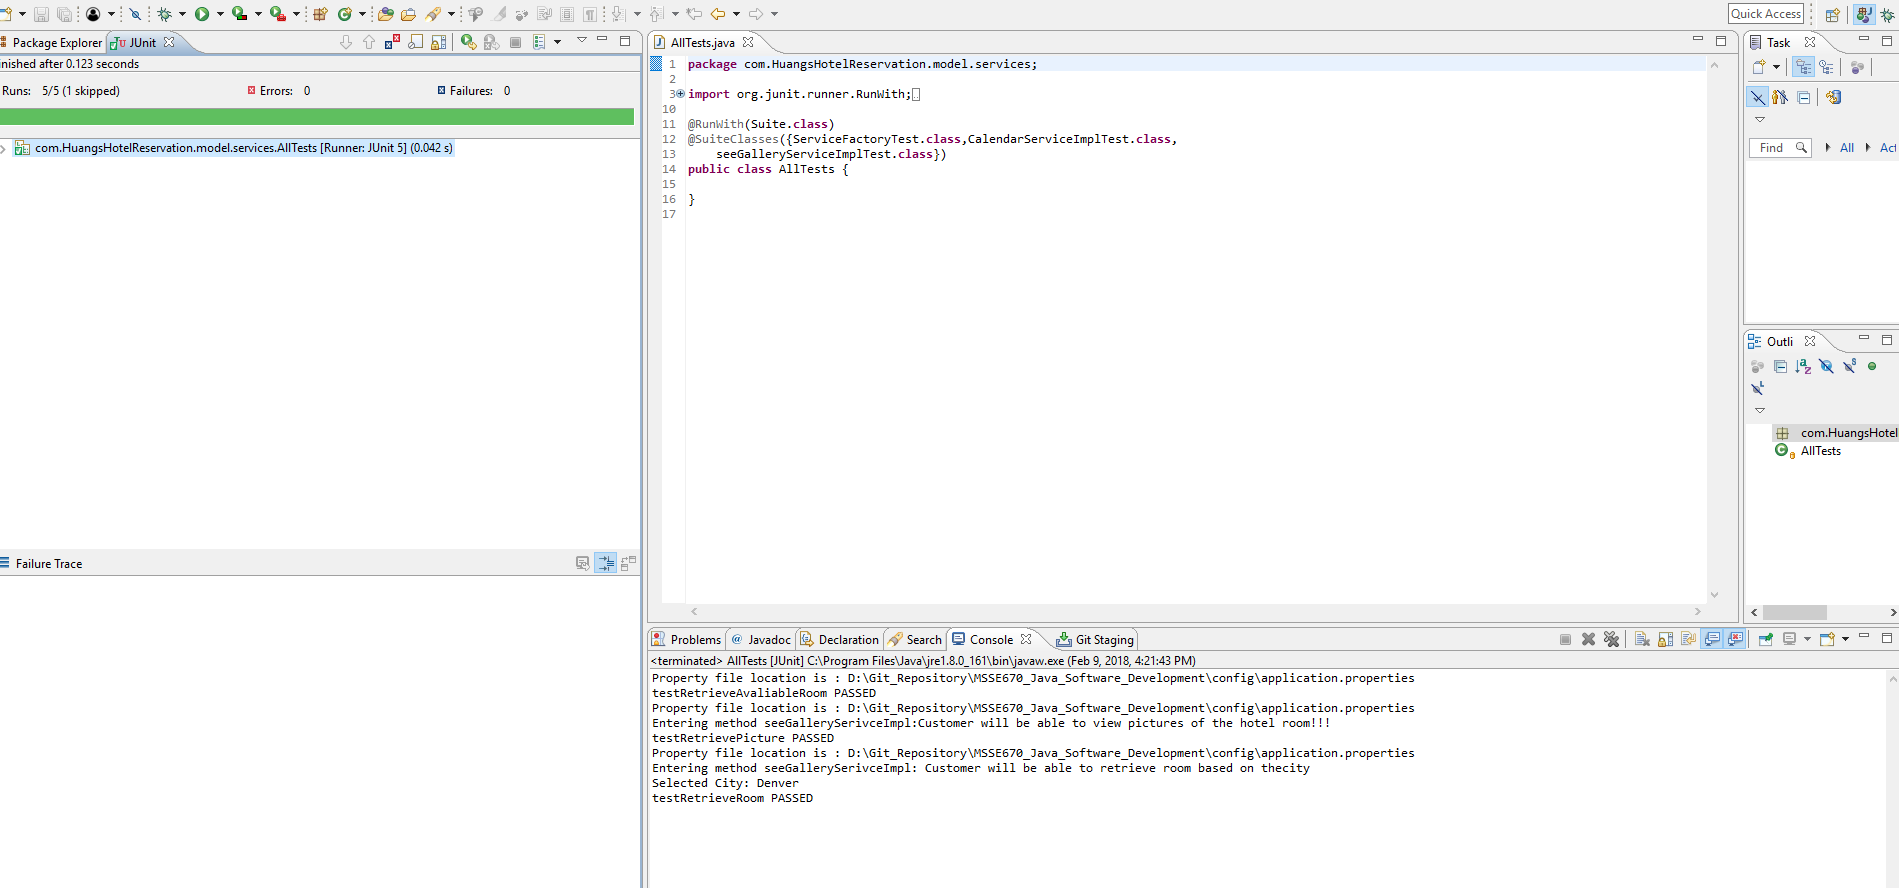 Quick Access
Package Explorer
JUnit
inished after 0.123 seconds
Runs: 5/5 (1 skipped)
Errors: 0
Failures: 0
com.HuangsHotelReservation.model.services.AllTests [Runner: JUnit 5] (0.042 s)
Failure Trace
AllTests.java
1 package com.HuangsHotelReservation.model.services;
2
3 import org.junit.runner.RunWith;
10
11 @RunWith(Suite.class)
12 @SuiteClasses({ServiceFactoryTest.class,CalendarServiceImplTest.class,
13 seeGalleryServiceImplTest.class})
14 public class AllTests {
15
16 }
17
Task
Find
All
Act
Outli
com.HuangsHotel
AllTests
Problems
@ Javadoc
Declaration
Search
Console
Git Staging
<terminated> AllTests [JUnit] C:\Program Files\Java\jre1.8.0_161\bin\javaw.exe (Feb 9, 2018, 4:21:43 PM)
Property file location is : D:\Git_Repository\MSSE670_Java_Software_Development\config\application.properties
testRetrieveAvaliableRoom PASSED
Property file location is : D:\Git_Repository\MSSE670_Java_Software_Development\config\application.properties
Entering method seeGallerySerivceImpl:Customer will be able to view pictures of the hotel room!!!
testRetrievePicture PASSED
Property file location is : D:\Git_Repository\MSSE670_Java_Software_Development\config\application.properties
Entering method seeGallerySerivceImpl: Customer will be able to retrieve room based on thecity
Selected City: Denver
testRetrieveRoom PASSED